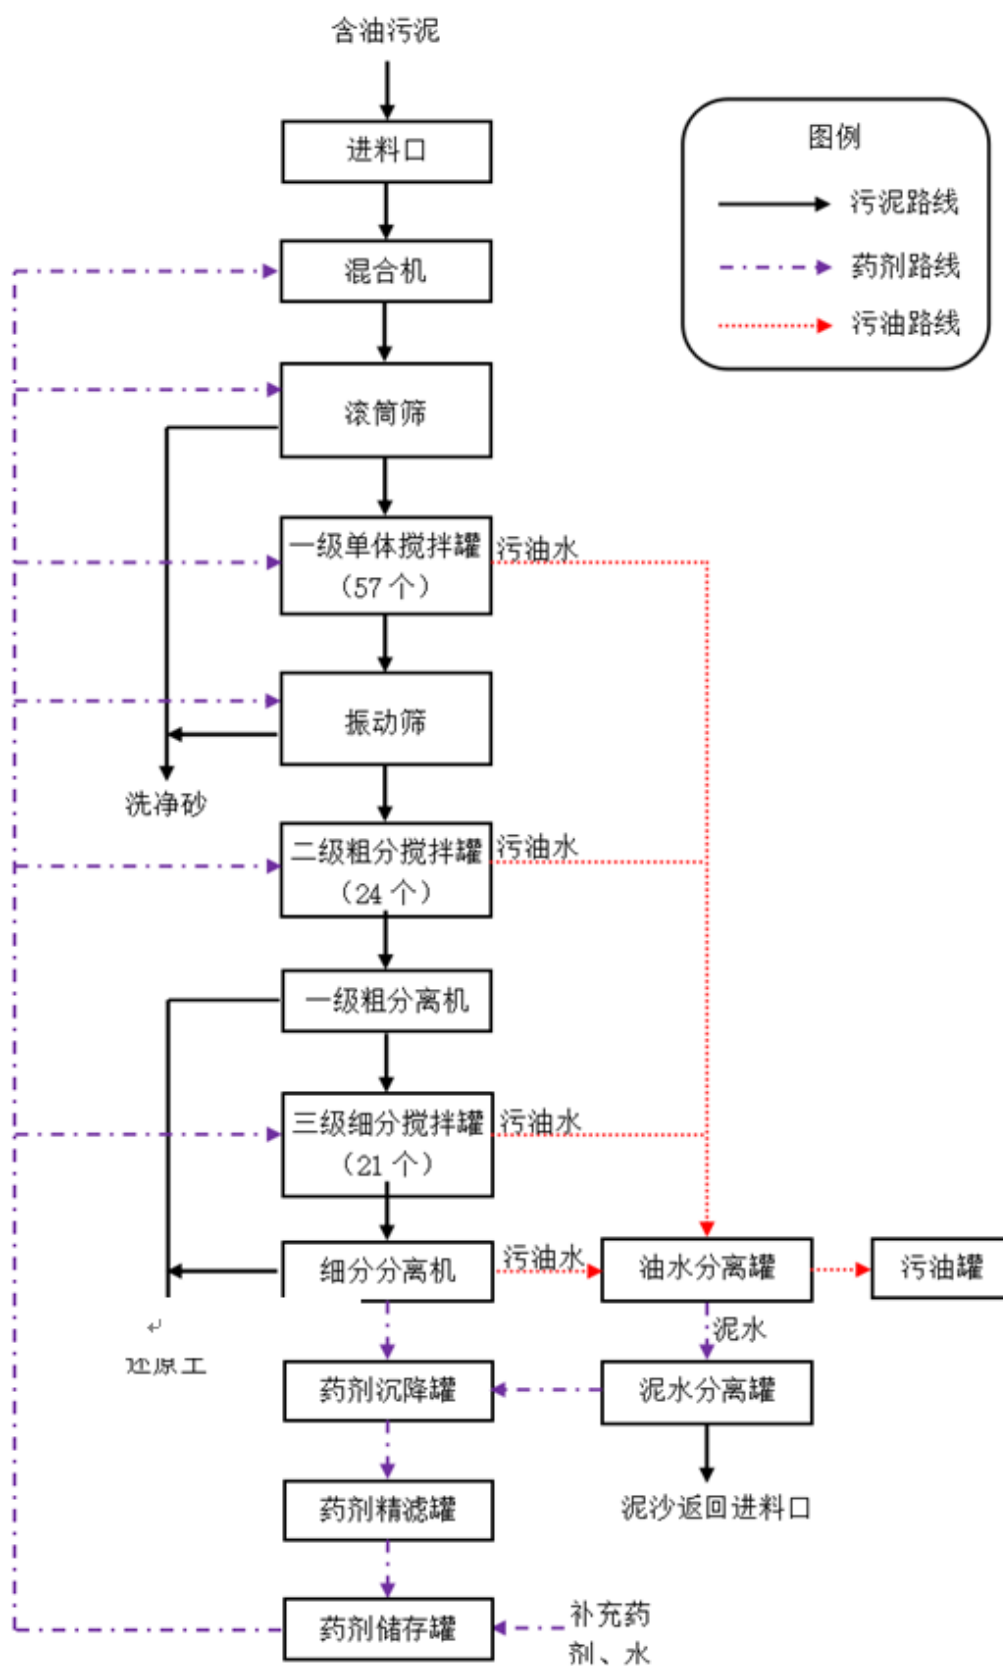 含油污泥
进料口
图例
污泥路线
药剂路线
污油路线
混合机
滚筒筛
一级单体搅拌罐
（57 个）
污油水
振动筛
洗净砂
二级粗分搅拌罐
（24 个）
污油水
一级粗分离机
三级细分搅拌罐
（21 个）
污油水
细分分离机
污油水
油水分离罐
污油罐
泥水
还原土
药剂沉降罐
泥水分离罐
药剂精滤罐
泥沙返回进料口
药剂储存罐
补充药
剂、水